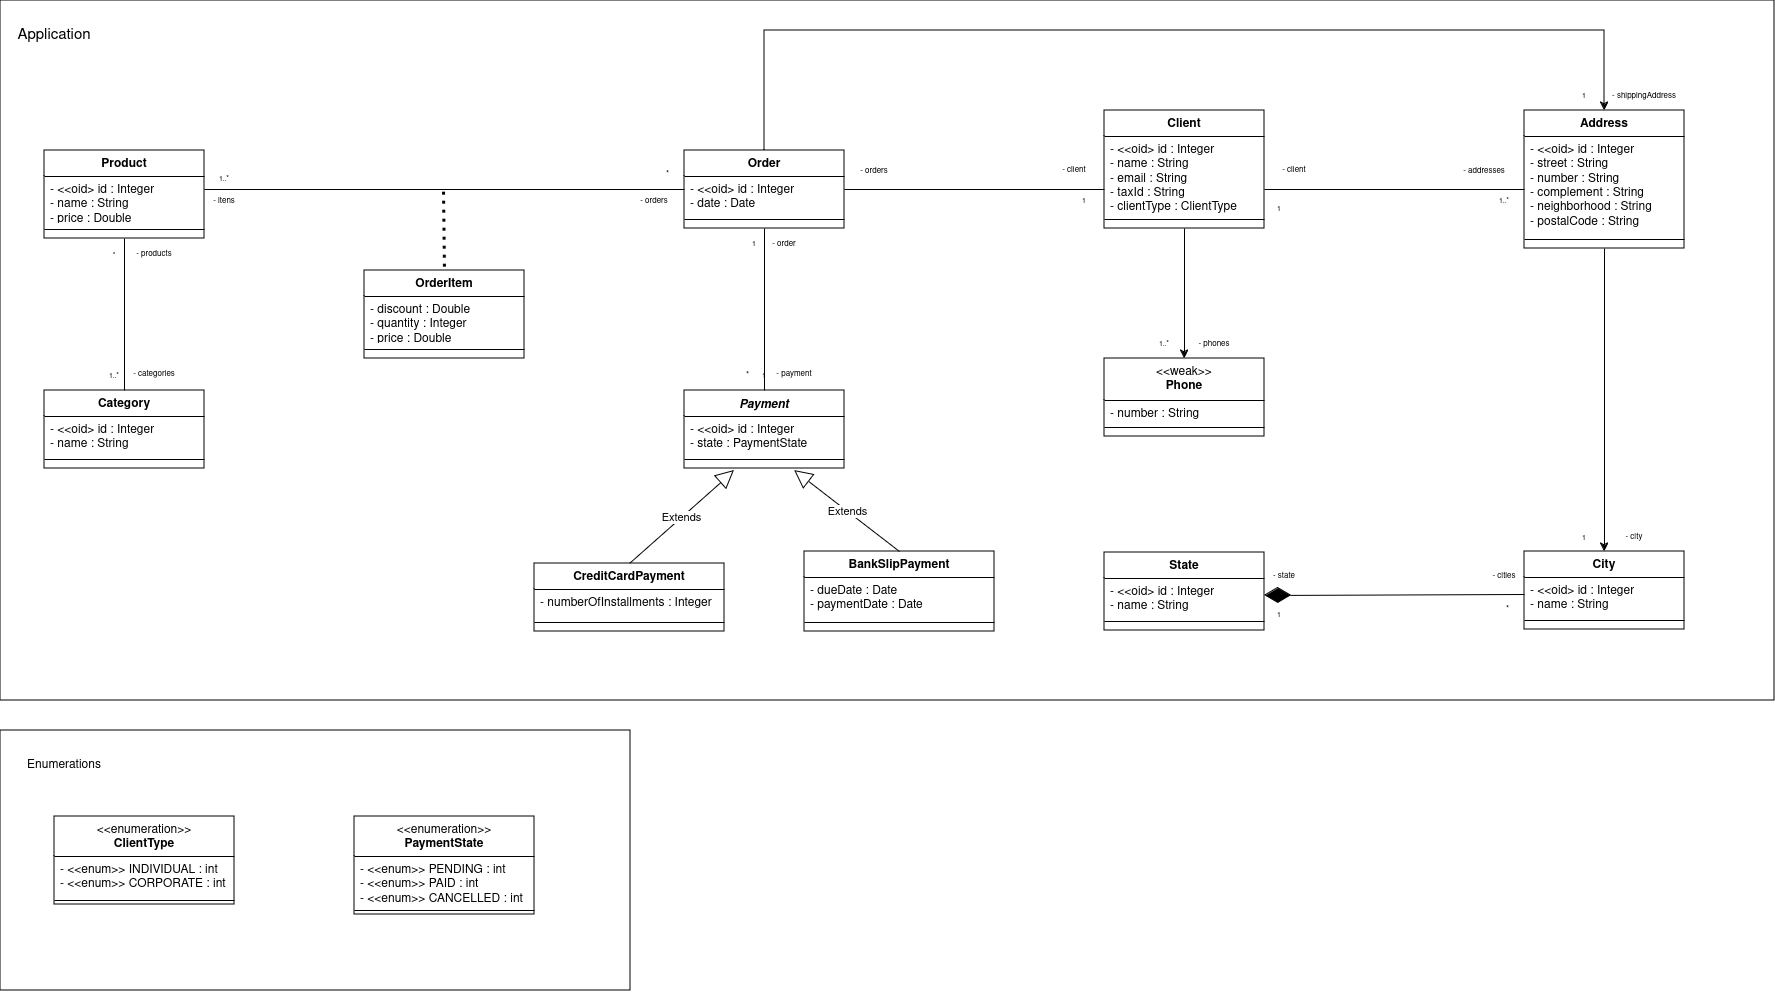 Application
1
- shippingAddress
Product
- <<oid> id : Integer
- name : String
- price : Double
1..*
- itens
*
- orders
Order
- <<oid> id : Integer
- date : Date
- orders
- client
1
Client
- <<oid> id : Integer
- name : String
- email : String
- taxId : String
- clientType : ClientType
- client
1
- addresses
1..*
Address
- <<oid> id : Integer
- street : String
- number : String
- complement : String
- neighborhood : String
- postalCode : String
*
- products
1..*
- categories
Category
- <<oid> id : Integer
- name : String
OrderItem
- discount : Double
- quantity : Integer
- price : Double
1
- order
*
- payment
Payment
- <<oid> id : Integer
- state : PaymentState
Extends
Extends
CreditCardPayment
- numberOfInstallments : Integer
BankSlipPayment
- dueDate : Date
- paymentDate : Date
1..*
- phones
<<weak>>
Phone
- number : String
1
- city
State
- <<oid> id : Integer
- name : String
- state
1
- cities
*
City
- <<oid> id : Integer
- name : String
Enumerations
<<enumeration>>
ClientType
- <<enum>> INDIVIDUAL : int
- <<enum>> CORPORATE : int
<<enumeration>>
PaymentState
- <<enum>> PENDING : int
- <<enum>> PAID : int
- <<enum>> CANCELLED : int